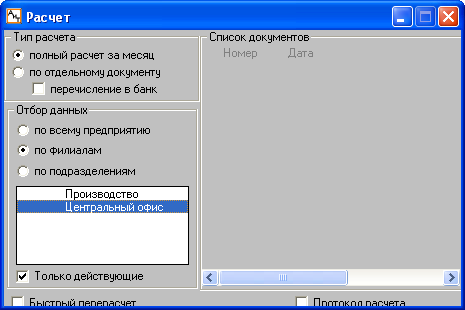 Расчет
Тип расчета
полный расчет за месяц
по отдельному документу
перечисление в банк
Отбор данных
по всему предприятию
по филиалам
по подразделениям
Производство
Центральный офис
Только действующие
Быстрый перерасчет
Список документов
Номер Дата
Протокол расчета